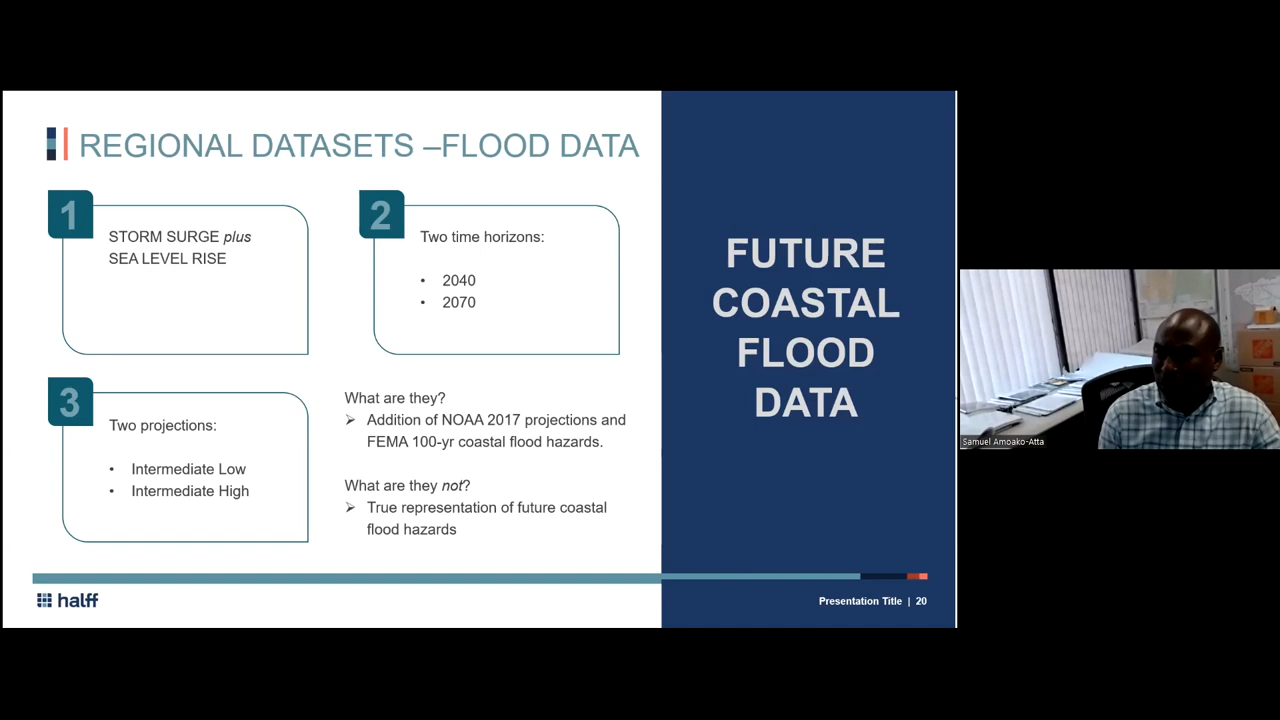 REGIONAL DATASETS –FLOOD DATA
1
STORM SURGE plus
SEA LEVEL RISE
2
Two time horizons:
• 2040
• 2070
3
Two projections:
• Intermediate Low
• Intermediate High
What are they?
➢ Addition of NOAA 2017 projections and
FEMA 100-yr coastal flood hazards.
What are they not?
➢ True representation of future coastal
flood hazards
FUTURE
COASTAL
FLOOD
DATA
halff
Presentation Title | 20
Samuel Amoako-Atta